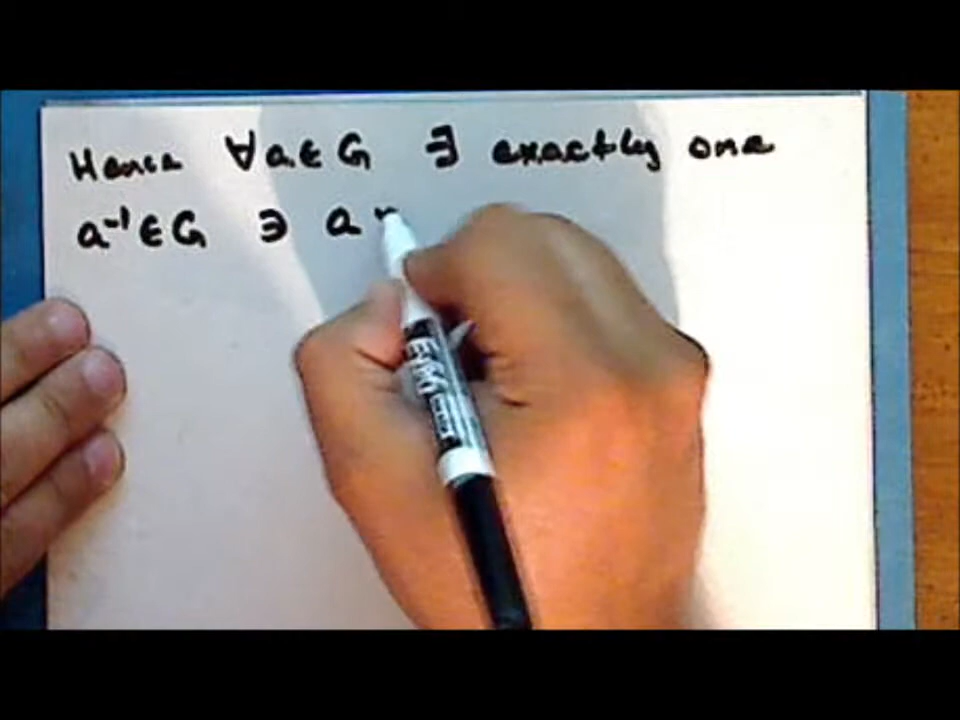 Hence ∀a∈G ∃ exactly one
a⁻¹∈G ∋ a